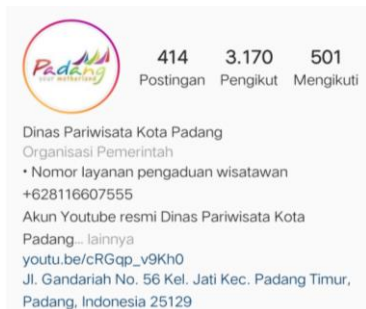 Padang
your motherland
414 3.170 501
Postingan Pengikut Mengikuti
Dinas Pariwisata Kota Padang
Organisasi Pemerintah
• Nomor layanan pengaduan wisatawan
+628116607555
Akun Youtube resmi Dinas Pariwisata Kota
Padang... lainnya
youtu.be/cRGqp_v9Kh0
Jl. Gandariah No. 56 Kel. Jati Kec. Padang Timur,
Padang, Indonesia 25129